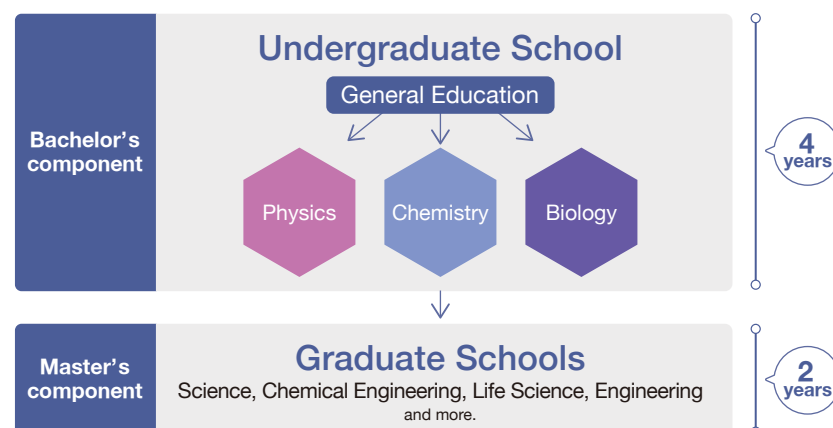 Undergraduate School
General Education
Bachelor's
component
Physics
Chemistry
Biology
4
years
Master's
component
Graduate Schools
Science, Chemical Engineering, Life Science, Engineering
and more.
2
years